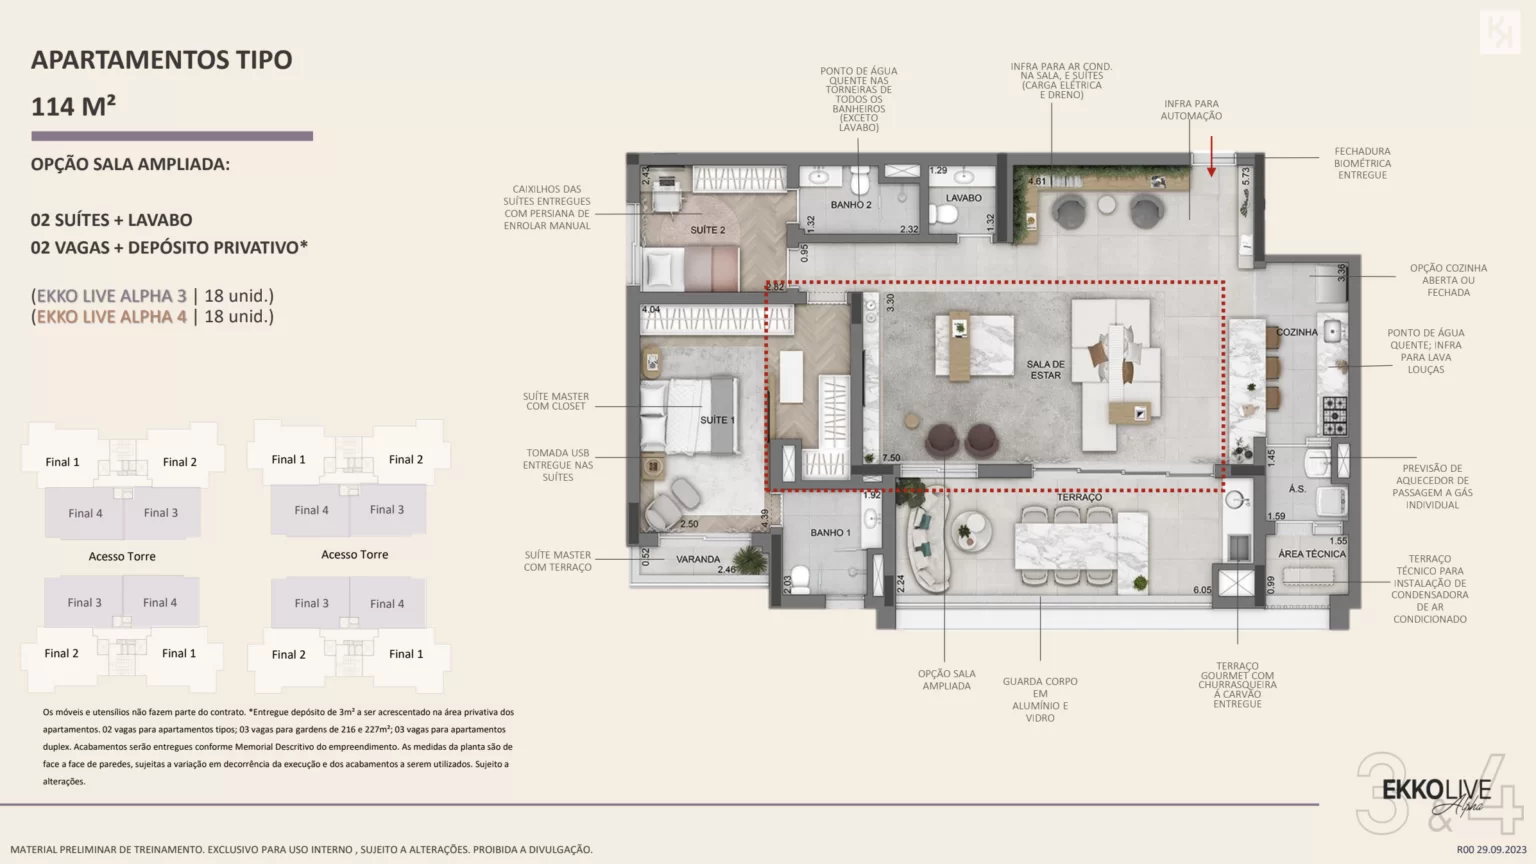 APARTAMENTOS TIPO
114 M²
OPÇÃO SALA AMPLIADA:
02 SUÍTES + LAVABO
02 VAGAS + DEPÓSITO PRIVATIVO*
(EKKO LIVE ALPHA 3 | 18 unid.)
(EKKO LIVE ALPHA 4 | 18 unid.)
Final 1
Final 2
Final 4
Final 3
Acesso Torre
Final 3
Final 4
Final 2
Final 1
Final 1
Final 2
Final 4
Final 3
Acesso Torre
Final 3
Final 4
Final 2
Final 1
Os móveis e utensílios não fazem parte do contrato. *Entregue depósito de 3m² a ser acrescentado na área privativa dos
apartamentos. 02 vagas para apartamentos tipos; 03 vagas para gardens de 216 e 227m²; 03 vagas para apartamentos
duplex. Acabamentos serão entregues conforme Memorial Descritivo do empreendimento. As medidas da planta são de
face a face de paredes, sujeitas a variação em decorrência da execução e dos acabamentos a serem utilizados. Sujeito a
alterações.
CAIXILHOS DAS
SUÍTES ENTREGUES
COM PERSIANA DE
ENROLAR MANUAL
SUÍTE MASTER
COM CLOSET
TOMADA USB
ENTREGUE NAS
SUÍTES
SUÍTE MASTER
COM TERRAÇO
PONTO DE ÁGUA
QUENTE NAS
TORNEIRAS DE
TODOS OS
BANHEIROS
(EXCETO
LAVABO)
INFRA PARA AR COND.
NA SALA, E SUÍTES
(CARGA ELÉTRICA
E DRENO)
INFRA PARA
AUTOMAÇÃO
FECHADURA
BIOMÉTRICA
ENTREGUE
OPÇÃO COZINHA
ABERTA OU
FECHADA
PONTO DE ÁGUA
QUENTE; INFRA
PARA LAVA
LOUÇAS
PREVISÃO DE
AQUECEDOR DE
PASSAGEM A GÁS
INDIVIDUAL
TERRAÇO
TÉCNICO PARA
INSTALAÇÃO DE
CONDENSADORA
DE AR
CONDICIONADO
OPÇÃO SALA
AMPLIADA
GUARDA CORPO
EM
ALUMÍNIO E
VIDRO
TERRAÇO
GOURMET COM
CHURRASQUEIRA
Á CARVÃO
ENTREGUE
2.43
SUÍTE 2
2.82
BANHO 2
1.32
2.32
0.95
1.29
LAVABO
1.32
4.61
5.73
4.04
SUÍTE 1
2.50
4.39
3.30
SALA DE
ESTAR
7.50
3.36
COZINHA
1.45
Á.S.
1.59
1.55
ÁREA TÉCNICA
0.99
0.52
VARANDA
2.46
1.92
BANHO 1
2.03
TERRAÇO
2.24
6.05
3&4
EKKOLIVE
Alpha
MATERIAL PRELIMINAR DE TREINAMENTO. EXCLUSIVO PARA USO INTERNO , SUJEITO A ALTERAÇÕES. PROIBIDA A DIVULGAÇÃO.
R00 29.09.2023